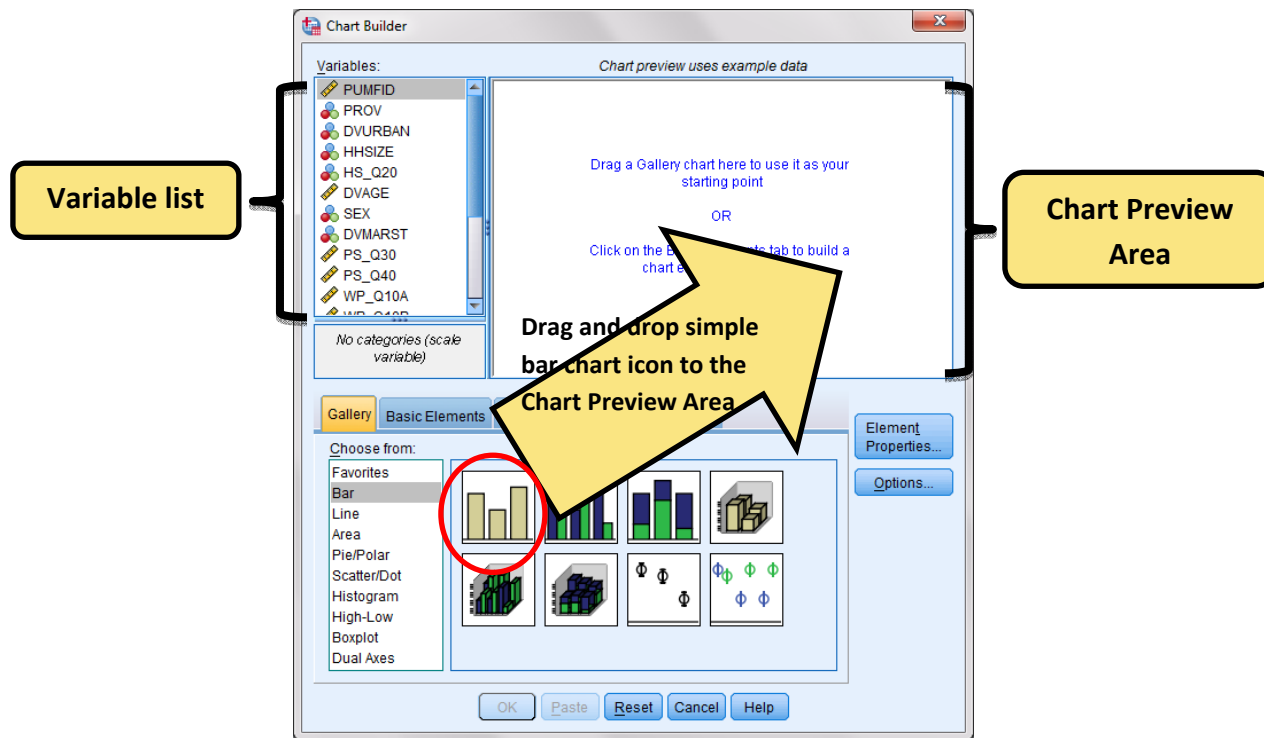 Chart Builder
Variables:
Chart preview uses example data
PUMFID
PROV
DVURBAN
HHSIZE
HS_Q20
DVAGE
SEX
DVMARST
PS_Q30
PS_Q40
WP_Q10A
No categories (scale
variable)
Variable list
Drag a Gallery chart here to use it as your
starting point
OR
Click on the tab to build a
chart
Chart Preview
Area
Drag and drop simple
bar chart icon to the
Chart Preview Area
Gallery
Basic Elements
Choose from:
Favorites
Bar
Line
Area
Pie/Polar
Scatter/Dot
Histogram
High-Low
Boxplot
Dual Axes
Element
Properties...
Options...
OK
Paste
Reset
Cancel
Help